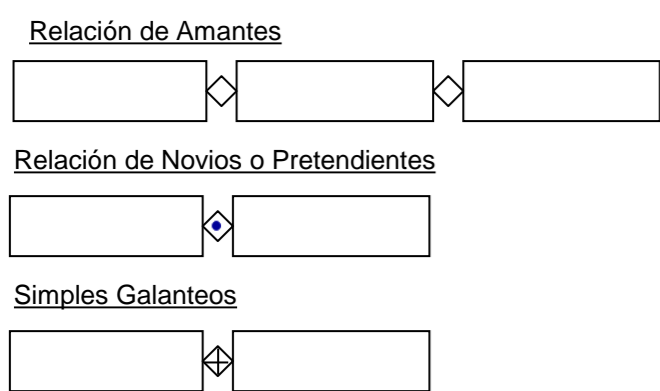 Relación de Amantes
Relación de Novios o Pretendientes
Simples Galanteos